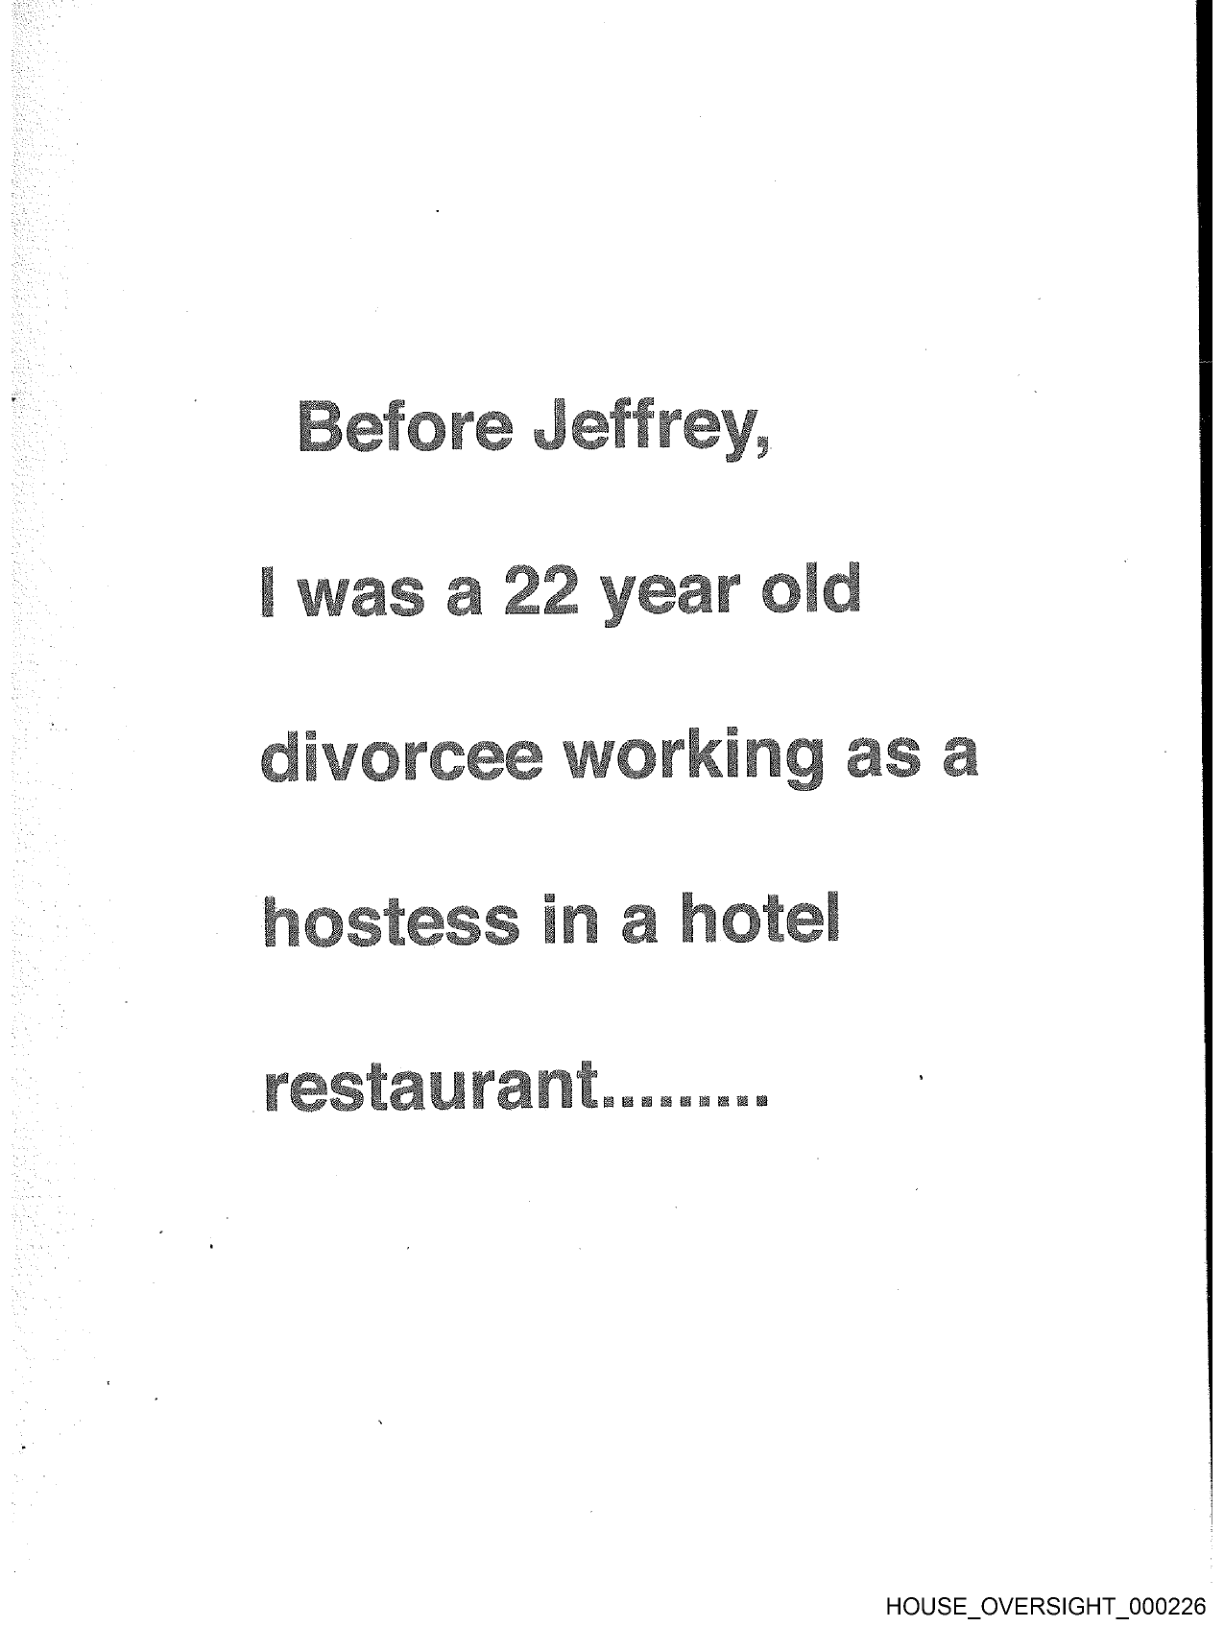 Before Jeffrey,
I was a 22 year old
divorcee working as a
hostess in a hotel
restaurant.........
HOUSE_OVERSIGHT_000226